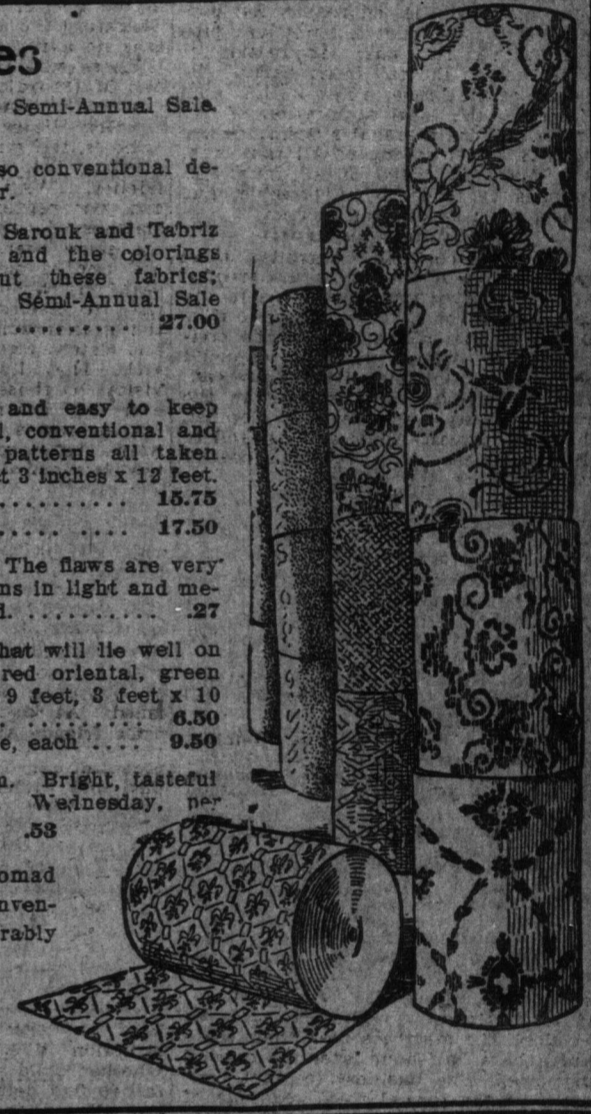 es
Semi-Annual Sale.
so conventional de-
r.
Sarouk and Tabriz
and the colorings
ut these fabrics;
Semi-Annual Sale
......... 27.00
and easy to keep
l, conventional and
patterns all taken
t 3 inches x 12 feet.
.......... 15.75
..... .... 17.50
The flaws are very
ns in light and me-
d. .......... .27
hat will lie well on
red oriental, green
9 feet, 3 feet x 10
............ 6.50
e, each .... 9.50
n. Bright, tasteful
Wednesday, per
.53
omad
nven-
rably